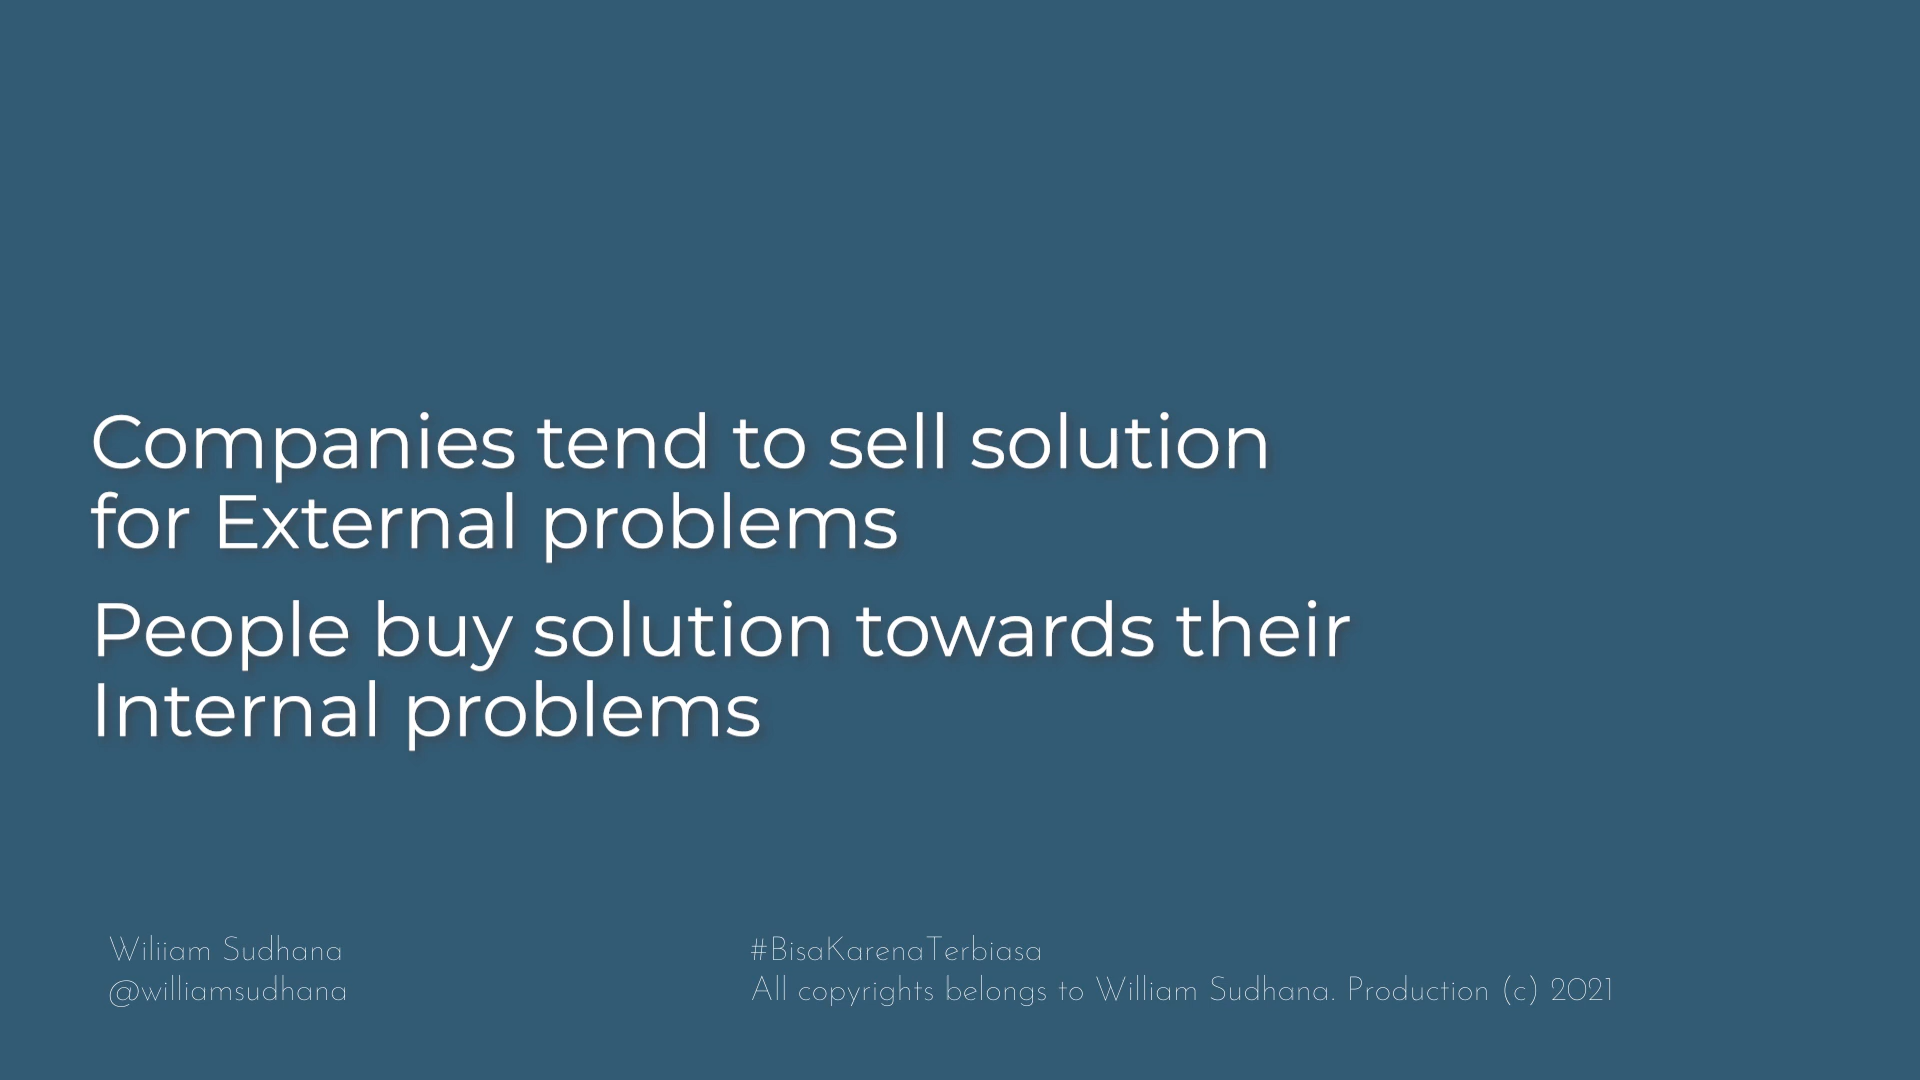 Companies tend to sell solution
for External problems
People buy solution towards their
Internal problems
Wiliiam Sudhana
@williamsudhana
#BisaKarenaTerbiasa
All copyrights belongs to William Sudhana. Production (c) 2021